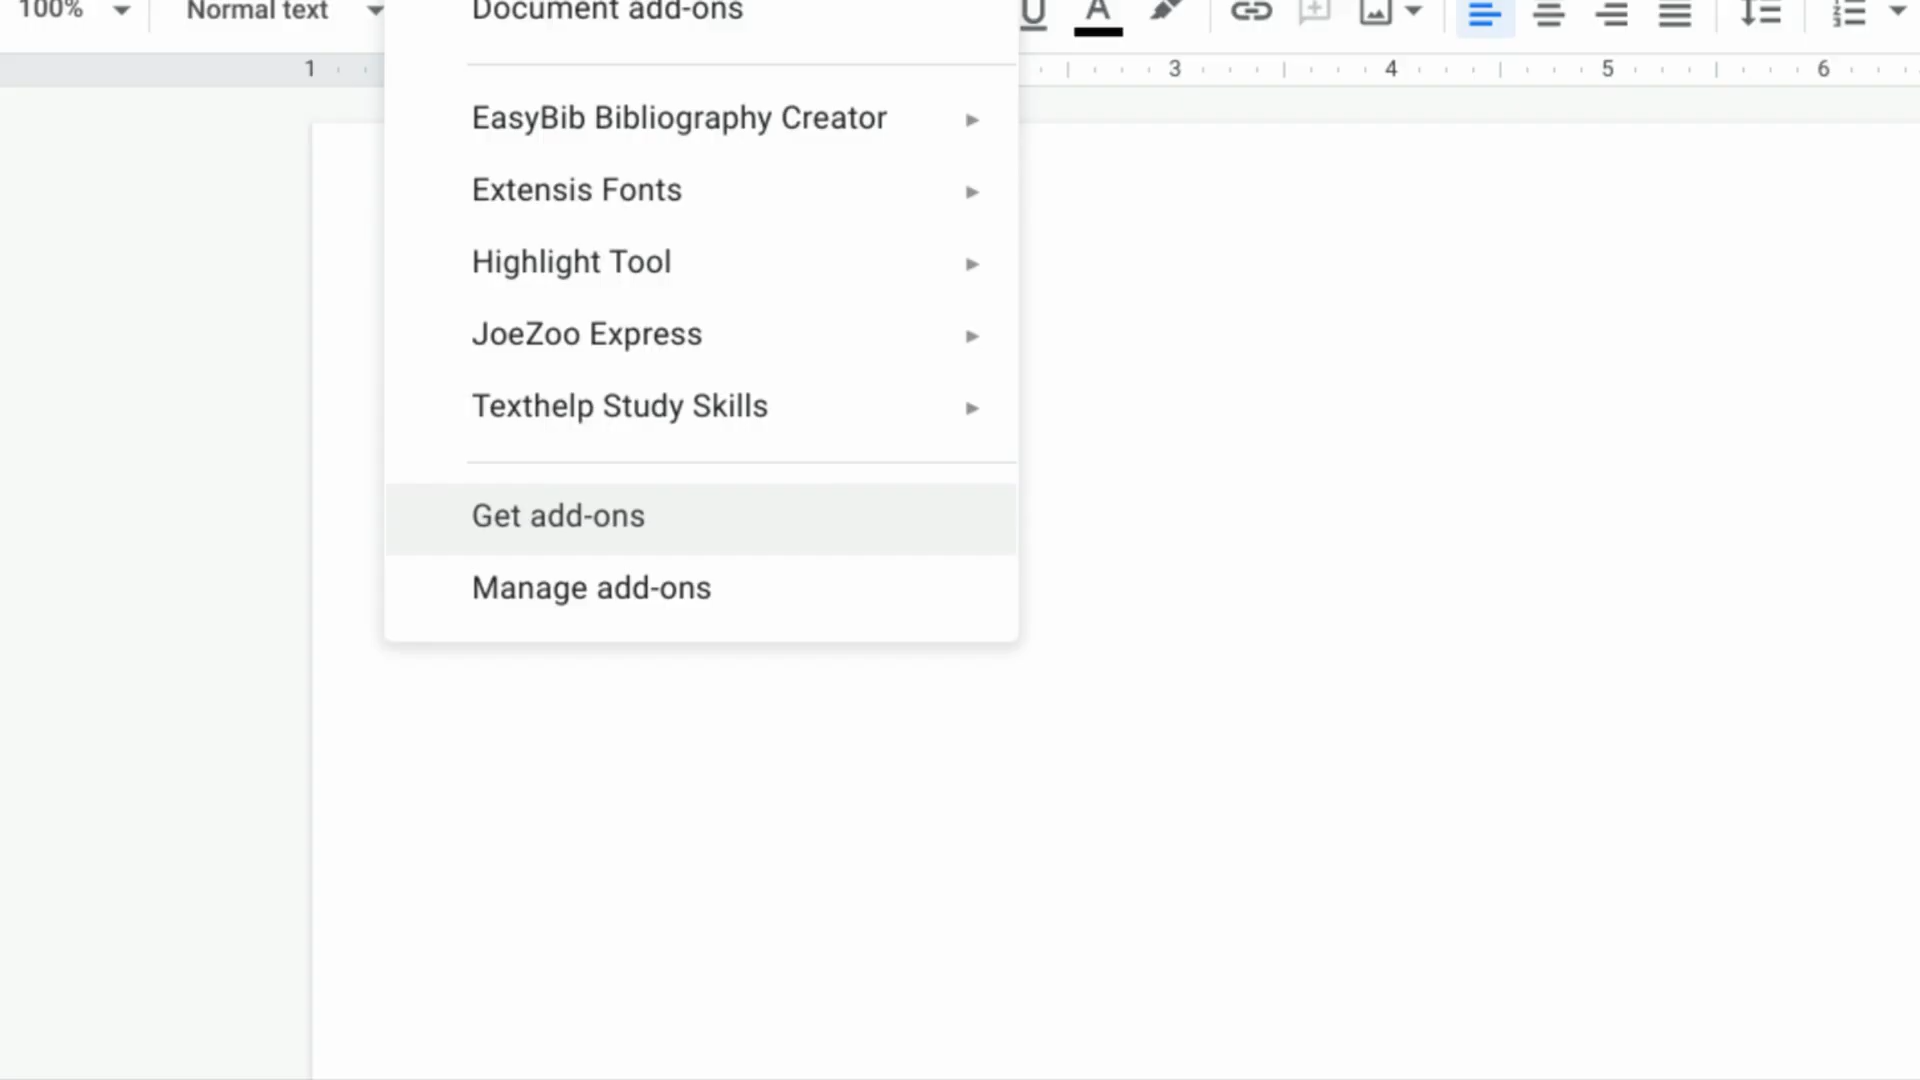 100% Normal text
Document add-ons
U A
1 3 4 5 6
EasyBib Bibliography Creator
Extensis Fonts
Highlight Tool
JoeZoo Express
Texthelp Study Skills
Get add-ons
Manage add-ons